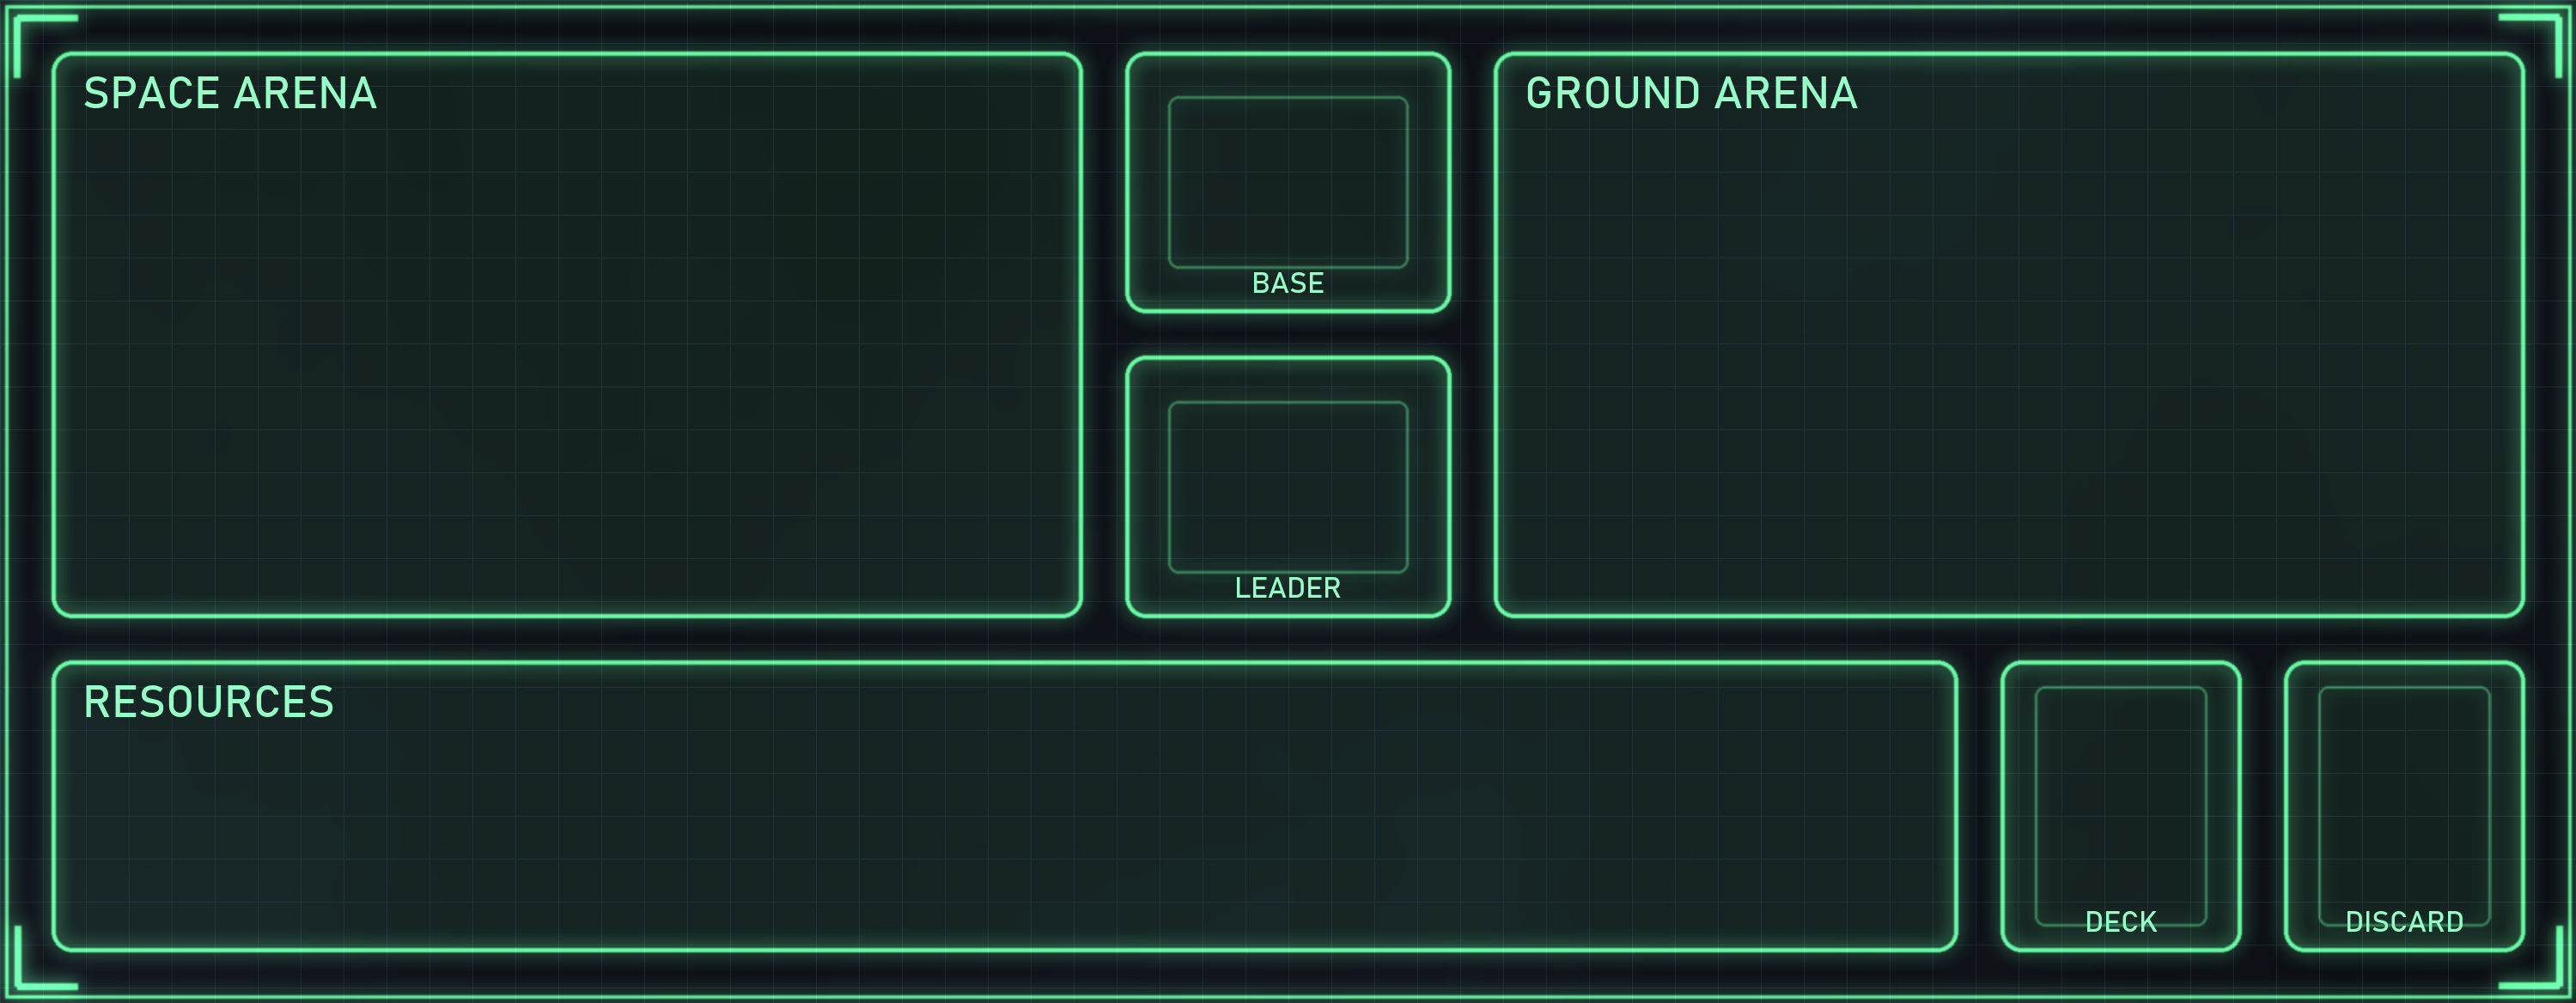 SPACE ARENA
BASE
GROUND ARENA
LEADER
RESOURCES
DECK
DISCARD